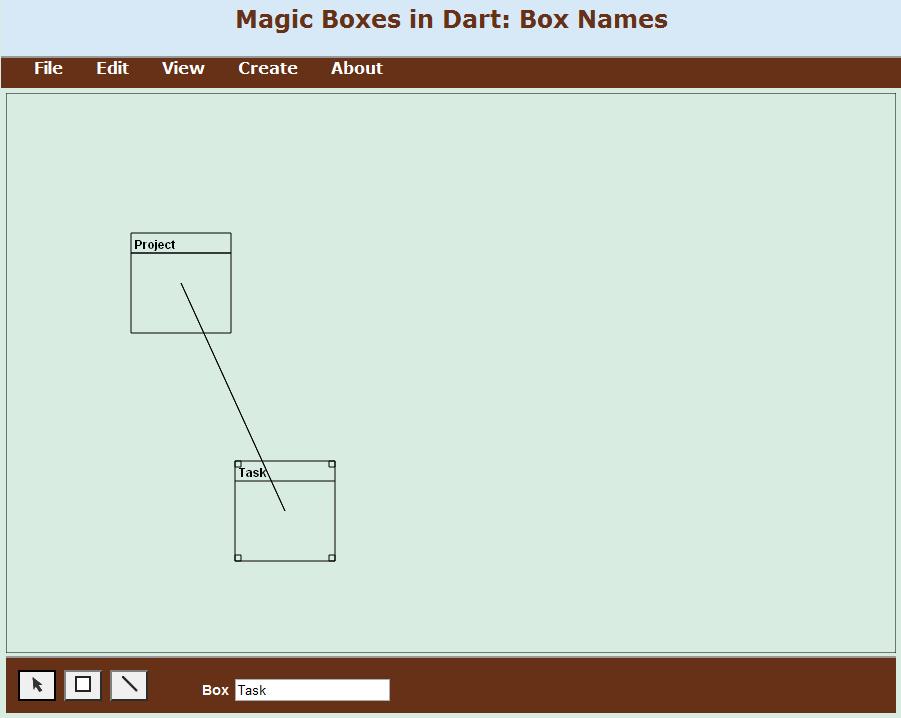 Magic Boxes in Dart: Box Names
File Edit View Create About
Project
Task
Box Task